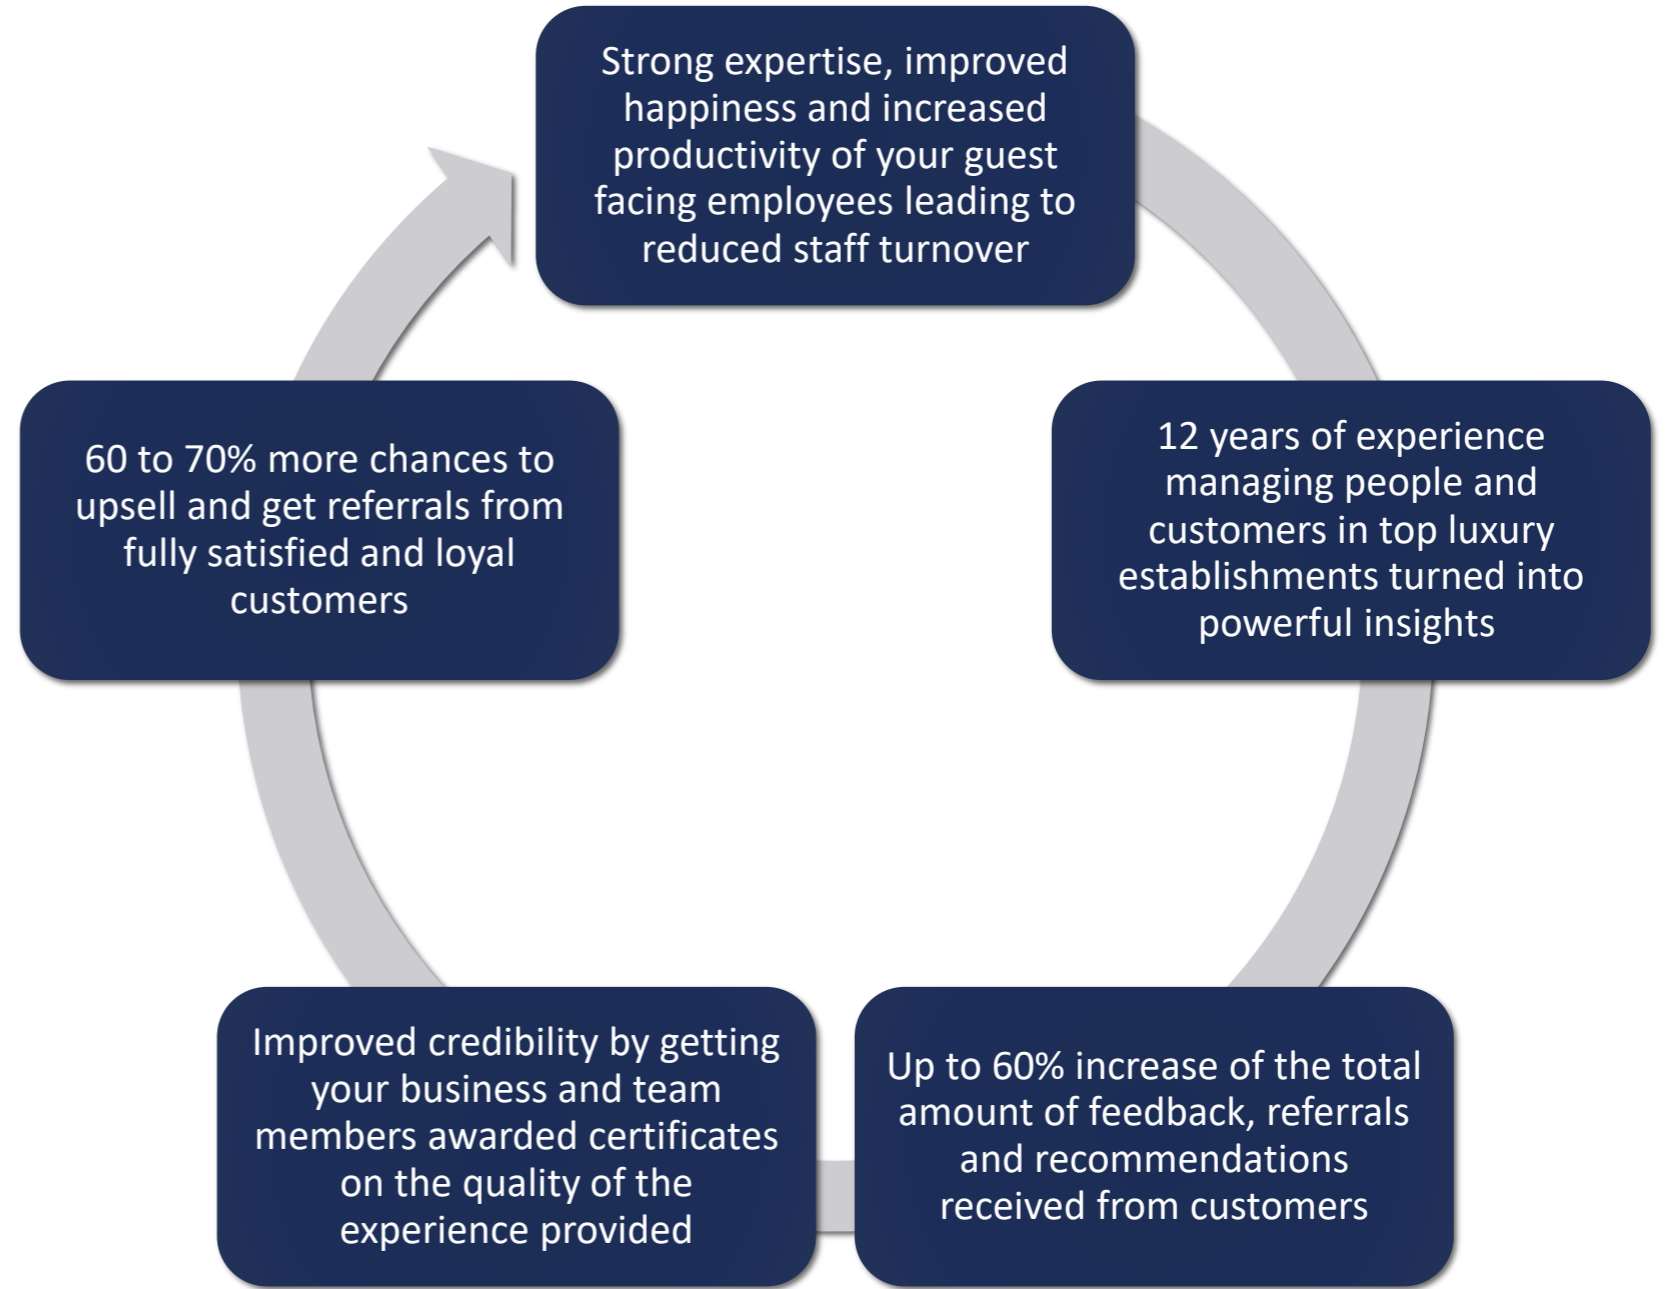 Strong expertise, improved
happiness and increased
productivity of your guest
facing employees leading to
reduced staff turnover
12 years of experience
managing people and
customers in top luxury
establishments turned into
powerful insights
Up to 60% increase of the total
amount of feedback, referrals
and recommendations
received from customers
Improved credibility by getting
your business and team
members awarded certificates
on the quality of the
experience provided
60 to 70% more chances to
upsell and get referrals from
fully satisfied and loyal
customers